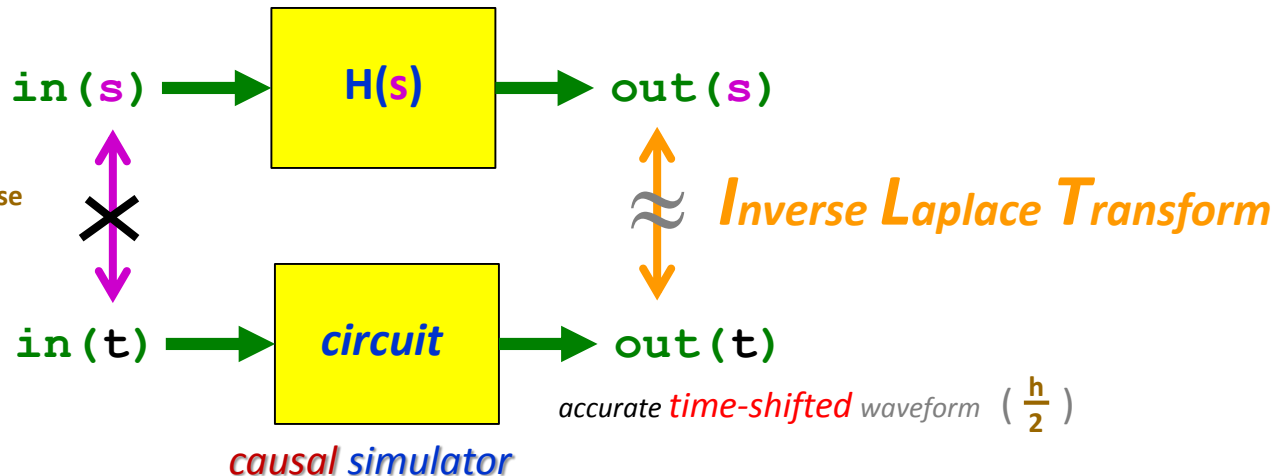 in(s) H(s) out(s)
se
≈ Inverse Laplace Transform
in(t) circuit out(t)
accurate time-shifted waveform ( h/2 )
causal simulator